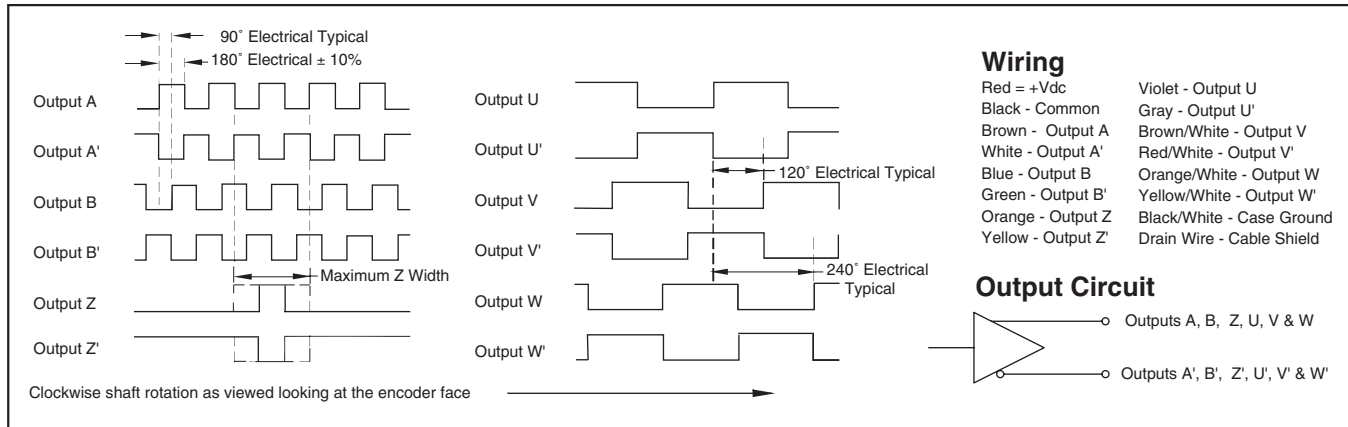 90° Electrical Typical
180° Electrical ± 10%
Output A
Output A'
Output B
Output B'
Maximum Z Width
Output Z
Output Z'
Clockwise shaft rotation as viewed looking at the encoder face
Output U
Output U'
120° Electrical Typical
Output V
Output V'
240° Electrical
Typical
Output W
Output W'
Wiring
Red = +Vdc
Black - Common
Brown - Output A
White - Output A'
Blue - Output B
Green - Output B'
Orange - Output Z
Yellow - Output Z'
Violet - Output U
Gray - Output U'
Brown/White - Output V
Red/White - Output V'
Orange/White - Output W
Yellow/White - Output W'
Black/White - Case Ground
Drain Wire - Cable Shield
Output Circuit
Outputs A, B, Z, U, V & W
Outputs A', B', Z', U', V' & W'